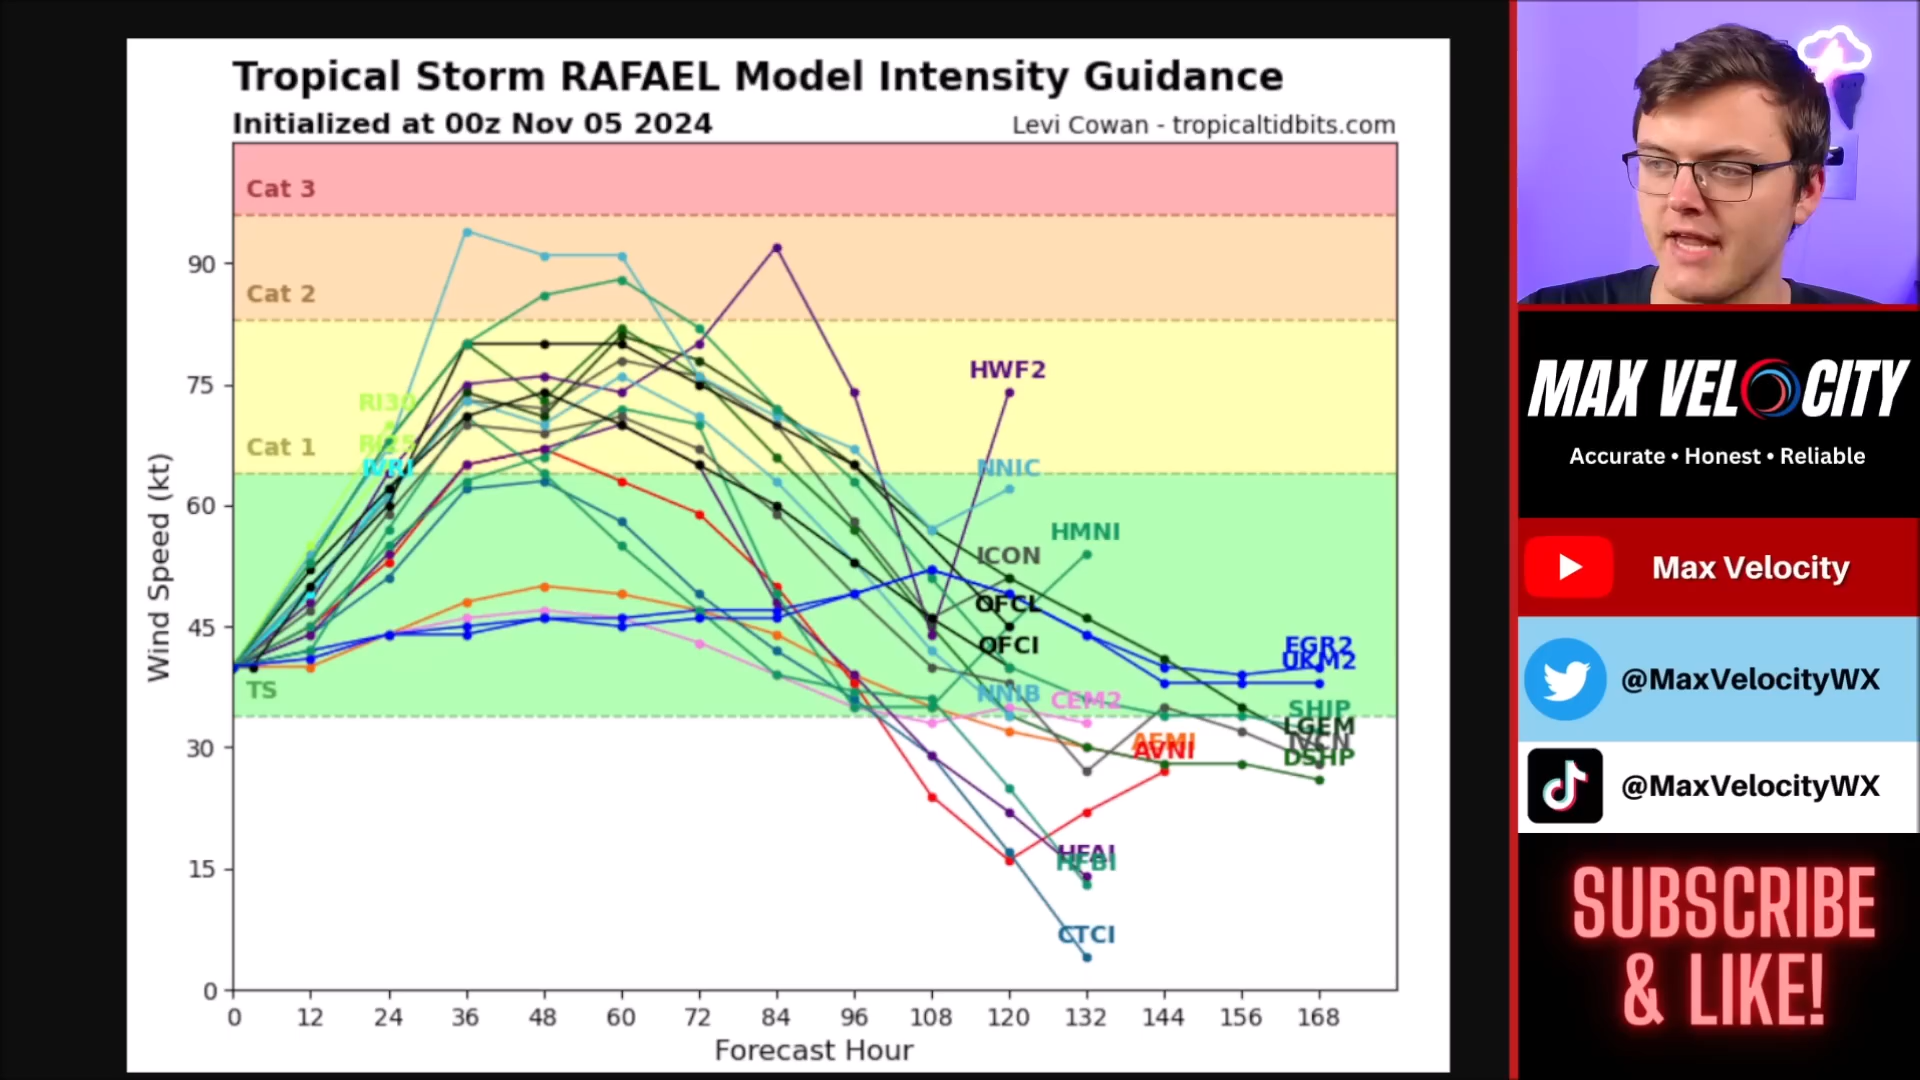 Tropical Storm RAFAEL Model Intensity Guidance
Initialized at 00z Nov 05 2024
Levi Cowan - tropicaltidbits.com
Cat 3
90
Cat 2
HWF2
75
RI30
Cat 1
NNIC
60
HMNI
ICON
OFCL
45
OFCI
EGR2
UKM2
TS
NNIB
CEM2
SHIP
LGEM
30
AVNI
IVCN
DSHP
15
HFAI
HFBI
CTCI
0
Wind Speed (kt)
0 12 24 36 48 60 72 84 96 108 120 132 144 156 168
Forecast Hour
MAX VELOCITY
Accurate • Honest • Reliable
Max Velocity
@MaxVelocityWX
@MaxVelocityWX
SUBSCRIBE
& LIKE!